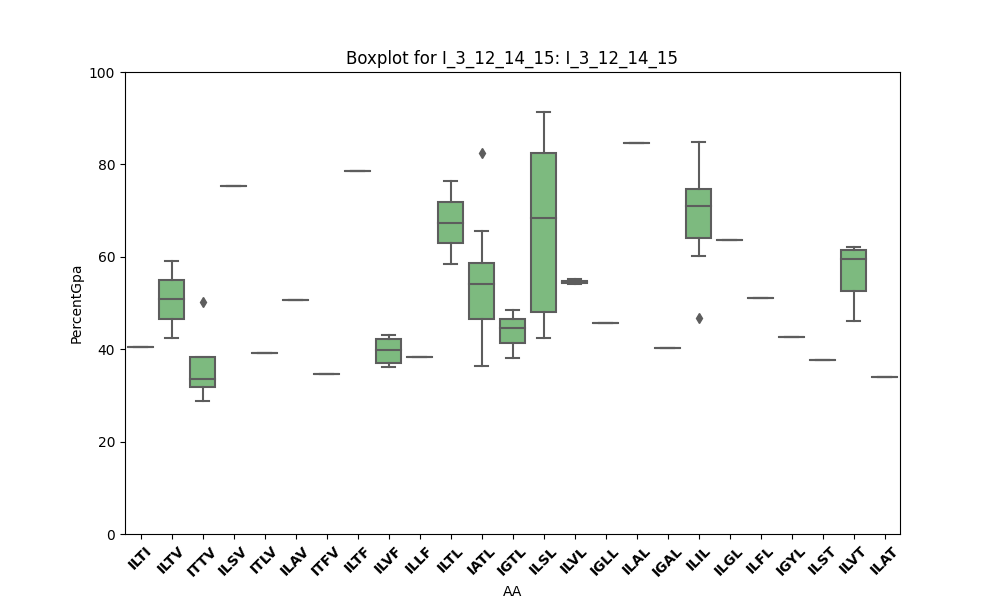 Boxplot for I_3_12_14_15: I_3_12_14_15
100
80
60
40
20
0
PercentGpa
ILTI ILTV ITTV ILSV ITLV ILAV ITFV ILTF ILVF ILLF ILTL IATL IGTL ILSL ILVL IGLL ILAL IGAL ILIL ILGL ILFL IGYL ILST ILVT ILAT
AA